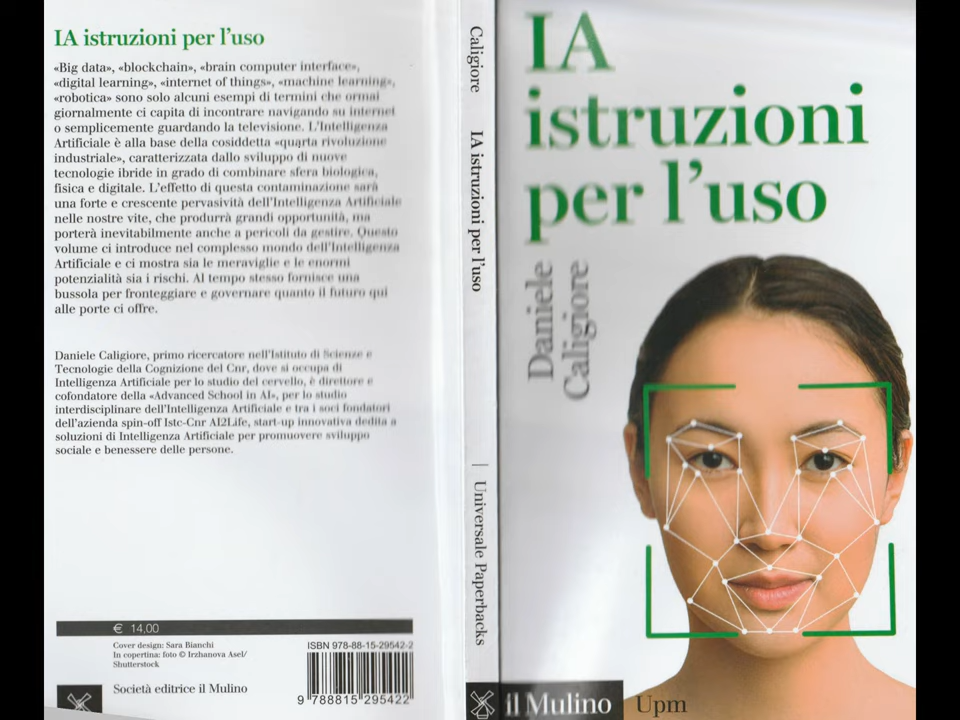 IA istruzioni per l'uso
«Big data», «blockchain», «brain computer interface»,
«digital learning», «internet of things», «machine learning»,
«robotica» sono solo alcuni esempi di termini che ormai
giornalmente ci capita di incontrare navigando su internet
o semplicemente guardando la televisione. L'Intelligenza
Artificiale è alla base della cosiddetta «quarta rivoluzione
industriale», caratterizzata dallo sviluppo di nuove
tecnologie ibride in grado di combinare sfera biologica,
fisica e digitale. L'effetto di questa contaminazione sarà
una forte e crescente pervasività dell'Intelligenza Artificiale
nelle nostre vite, che produrrà grandi opportunità, ma
porterà inevitabilmente anche a pericoli da gestire. Questo
volume ci introduce nel complesso mondo dell'Intelligenza
Artificiale e ci mostra sia le meraviglie e le enormi
potenzialità sia i rischi. Al tempo stesso fornisce una
bussola per fronteggiare e governare quanto il futuro qui
alle porte ci offre.
Daniele Caligiore, primo ricercatore nell'Istituto di Scienze e
Tecnologie della Cognizione del Cnr, dove si occupa di
Intelligenza Artificiale per lo studio del cervello, è direttore e
cofondatore della «Advanced School in AI», per lo studio
interdisciplinare dell'Intelligenza Artificiale e tra i soci fondatori
dell'azienda spin-off Istc-Cnr AI2Life, start-up innovativa dedita a
soluzioni di Intelligenza Artificiale per promuovere sviluppo
sociale e benessere delle persone.
€ 14,00
Cover design: Sara Bianchi
In copertina: foto © Irzhanova Asel/
Shutterstock
Società editrice il Mulino
ISBN 978-88-15-29542-2
9 788815 295422
Caligiore IA istruzioni per l'uso | Universale Paperbacks
IA
istruzioni
per l'uso
Daniele
Caligiore
il Mulino Upm